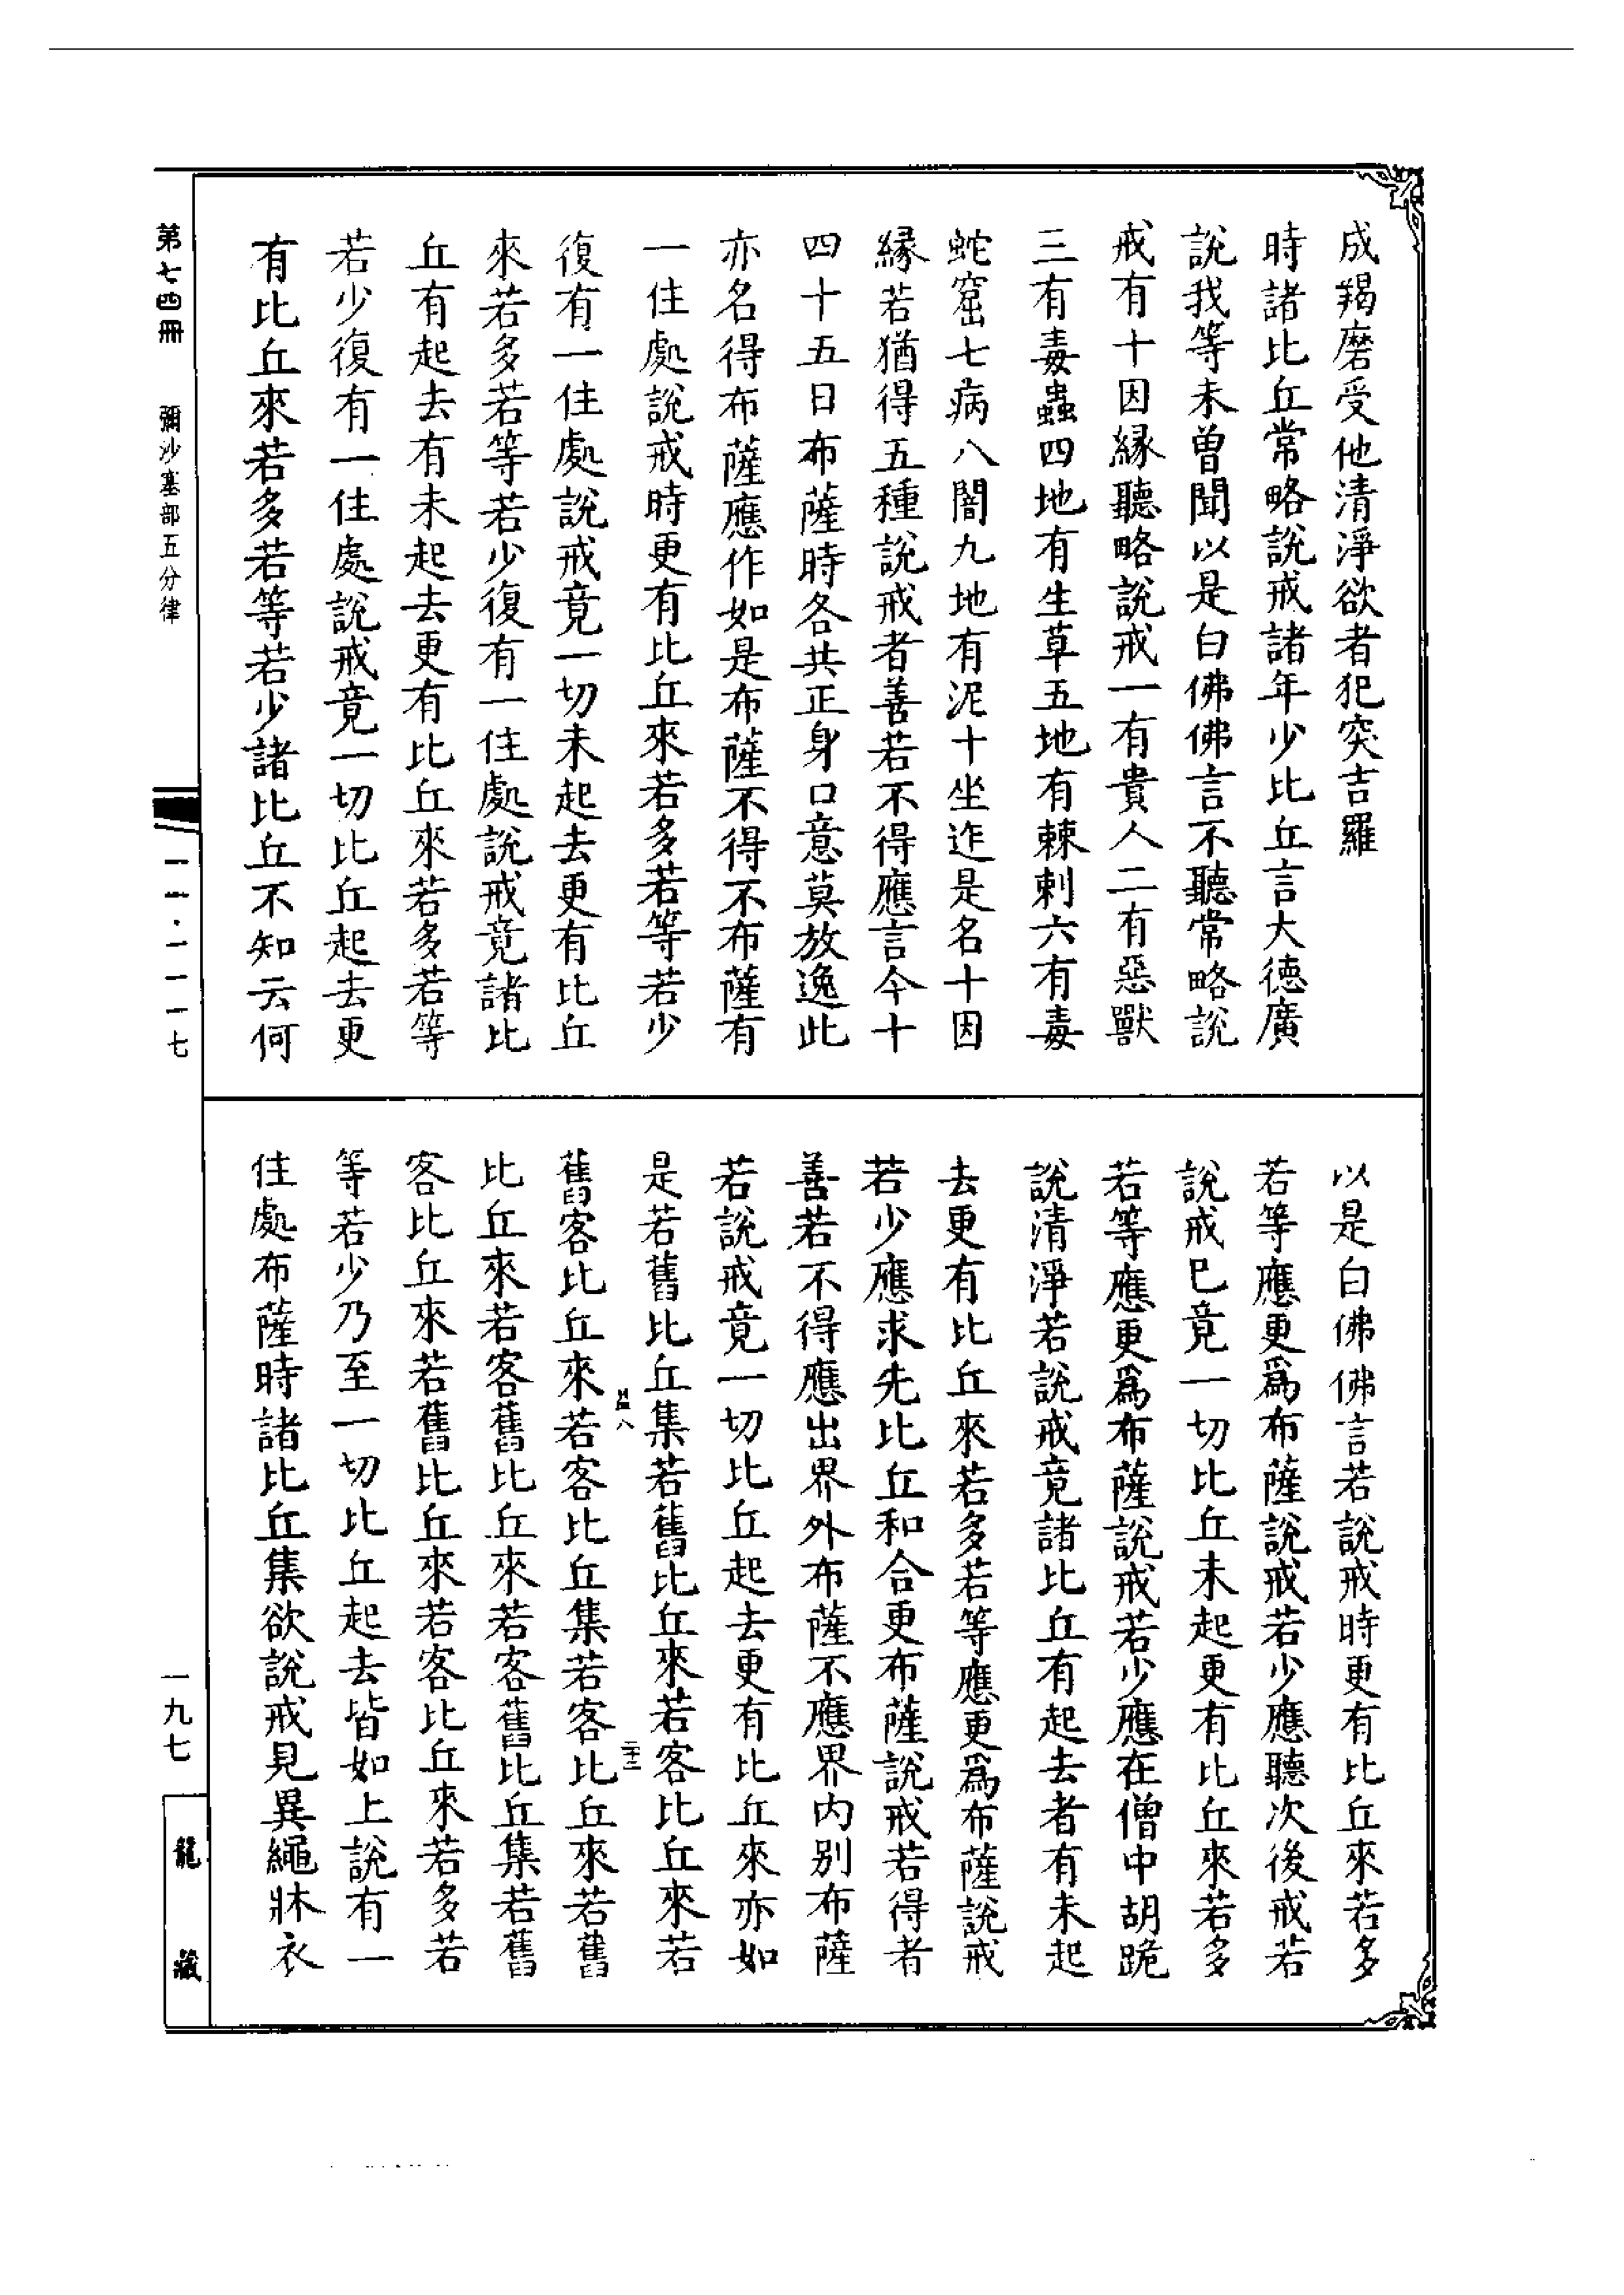 成羯磨受他清淨欲者犯突吉羅
時諸比丘常略說戒諸年少比丘言大德廣
說我等未曾聞以是白佛佛言不聽常略說
戒有十因縁聽略說戒一有貴人二有惡獸
三有毒蟲四地有生草五地有棘刺六有毒
蛇窟七病八闇九地有泥十坐迮是名十因
縁若猶得五種說戒者善若不得應言今十
四十五日布薩時各共正身口意莫放逸此
亦名得布薩應作如是布薩不得不布薩有
一住處說戒時更有比丘來若多若等若少
復有一住處說戒竟一切未起去更有比丘
來若多若等若少復有一住處說戒竟諸比
丘有起去有未起去更有比丘來若多若等
若少復有一住處說戒竟一切比丘起去更
有比丘來若多若等若少諸比丘不知云何
以是白佛佛言若說戒時更有比丘來若多
若等應更爲布薩說戒若少應聽次後戒若
說戒巳竟一切比丘未起更有比丘來若多
若等應更爲布薩說戒若少應在僧中胡跪
說清淨若說戒竟諸比丘有起去者有未起
去更有比丘來若多若等應更爲布薩說戒
若少應求先比丘和合更布薩說戒若得者
善若不得應出界外布薩不應界内别布薩
若說戒竟一切比丘起去更有比丘來亦如
是若舊比丘集若舊比丘來若客比丘來若
舊客比丘來若客比丘集若客比丘來若舊
比丘來若客舊比丘來若客舊比丘集若舊
客比丘來若舊比丘來若客比丘來若多若
等若少乃至一切比丘起去皆如上說有一
住處布薩時諸比丘集欲說戒見異繩牀衣
第七四冊
彌沙塞部五分律
一一·一一一七
一九七
龍藏